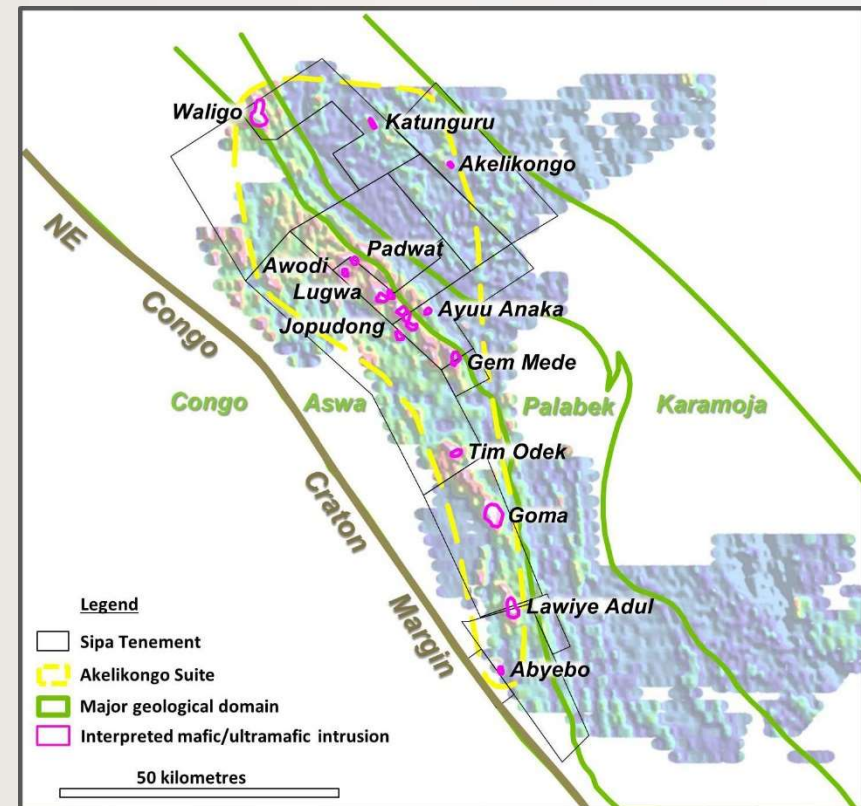 Waligo
Katunguru
Akelikongo
Padwat
Awodi
Lugwa
Ayuu Anaka
Jopudong
Gem Mede
NE Congo Craton Margin
Congo
Aswa
Palabek
Karamoja
Tim Odek
Goma
Lawiye Adul
Abyebo
Legend
Sipa Tenement
Akelikongo Suite
Major geological domain
Interpreted mafic/ultramafic intrusion
50 kilometres